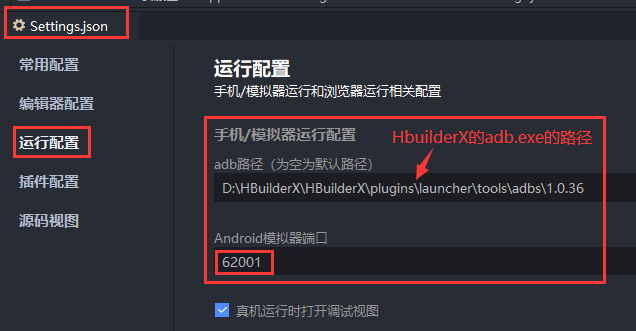 Settings.json
常用配置
编辑器配置
运行配置
插件配置
源码视图
运行配置
手机/模拟器运行和浏览器运行相关配置
手机/模拟器运行配置
HbuilderX的adb.exe的路径
adb路径（为空为默认路径）
D:\HBuilderX\HBuilderX\plugins\launcher\tools\adbs\1.0.36
Android模拟器端口
62001
真机运行时打开调试视图